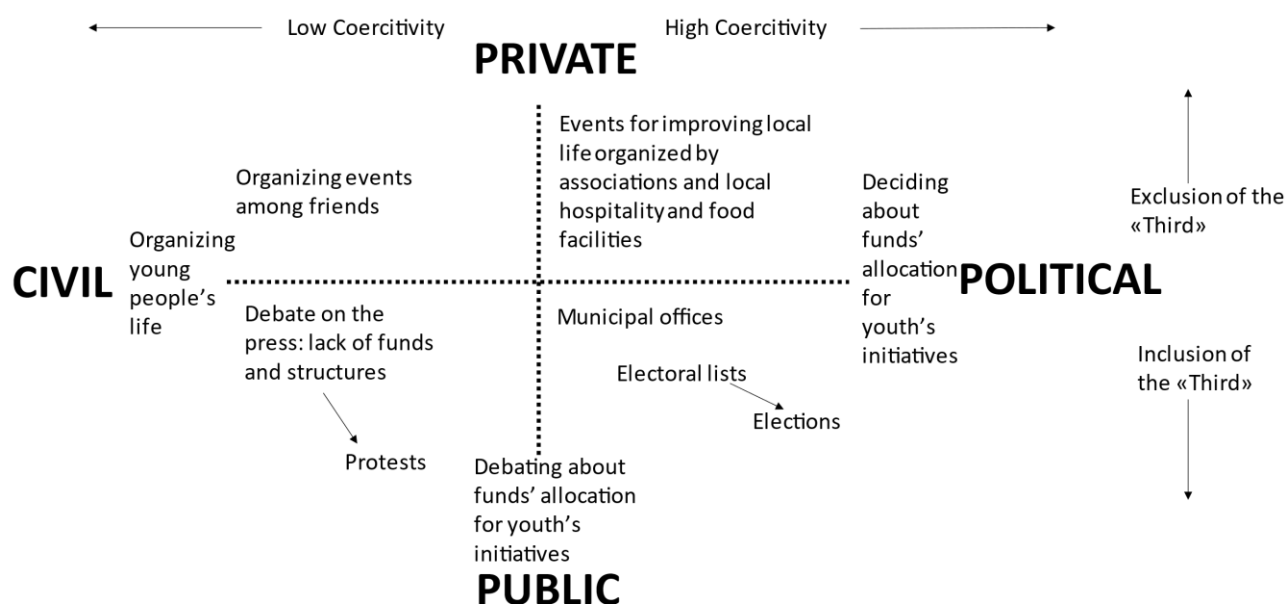 Low Coercitivity
High Coercitivity
PRIVATE
Events for improving local
life organized by
associations and local
hospitality and food
facilities
Organizing events
among friends
Deciding
about
funds’
allocation
for
youth’s
initiatives
Exclusion of the
«Third»
Organizing
young
people’s
life
CIVIL
POLITICAL
Debate on the
press: lack of funds
and structures
Municipal offices
Electoral lists
Elections
Inclusion of
the «Third»
Protests
Debating about
funds’ allocation
for youth’s
initiatives
PUBLIC